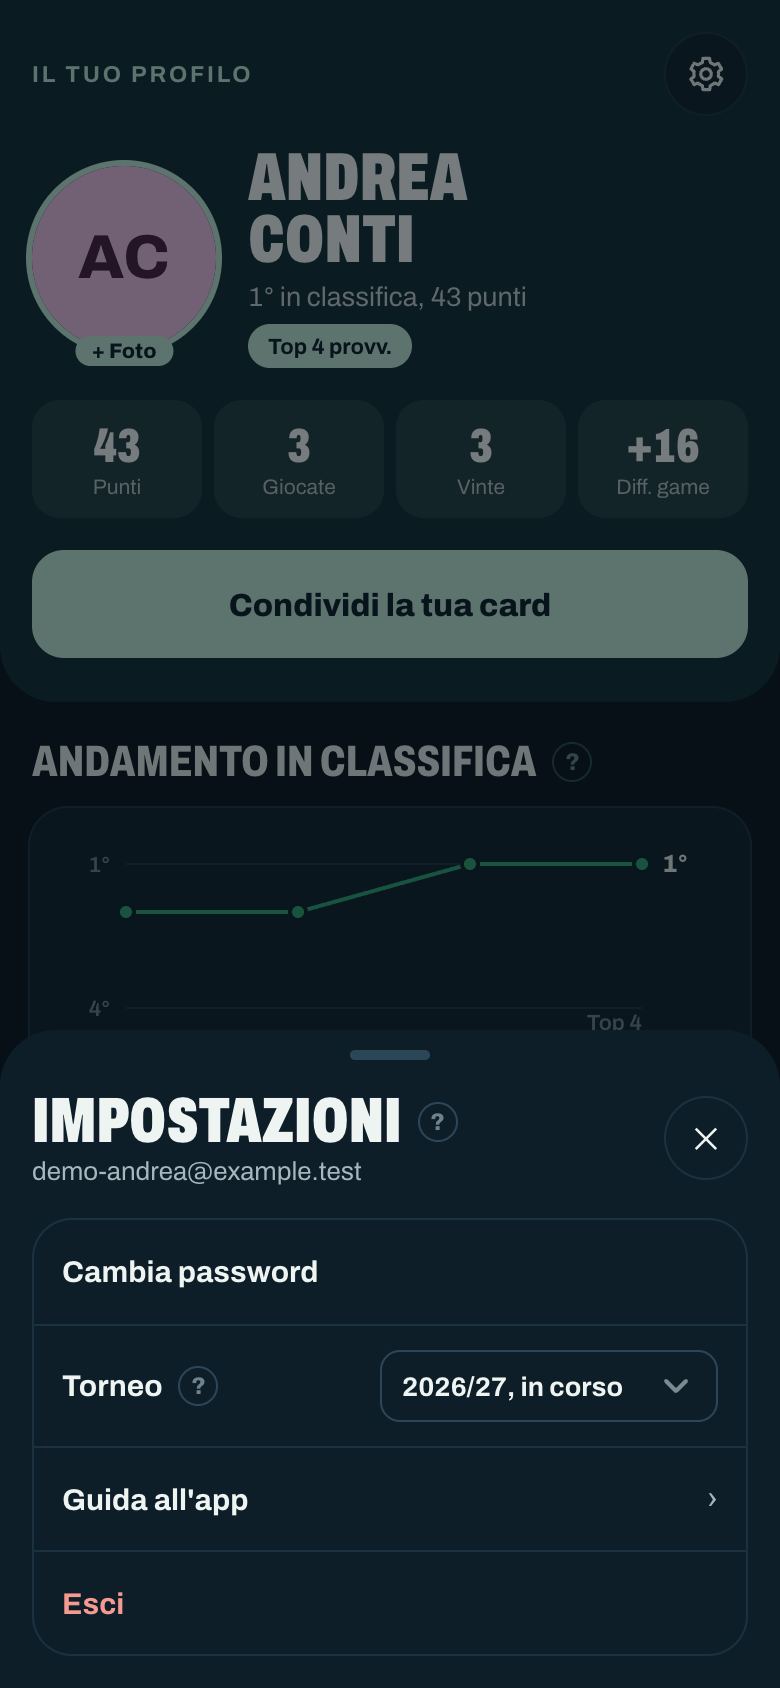 IL TUO PROFILO
AC
+ Foto
ANDREA
CONTI
1° in classifica, 43 punti
Top 4 provv.
43
Punti
3
Giocate
3
Vinte
+16
Diff. game
Condividi la tua card
ANDAMENTO IN CLASSIFICA ?
1°
1°
4°
Top 4
IMPOSTAZIONI ?
demo-andrea@example.test
Cambia password
Torneo ? 2026/27, in corso
Guida all'app
Esci